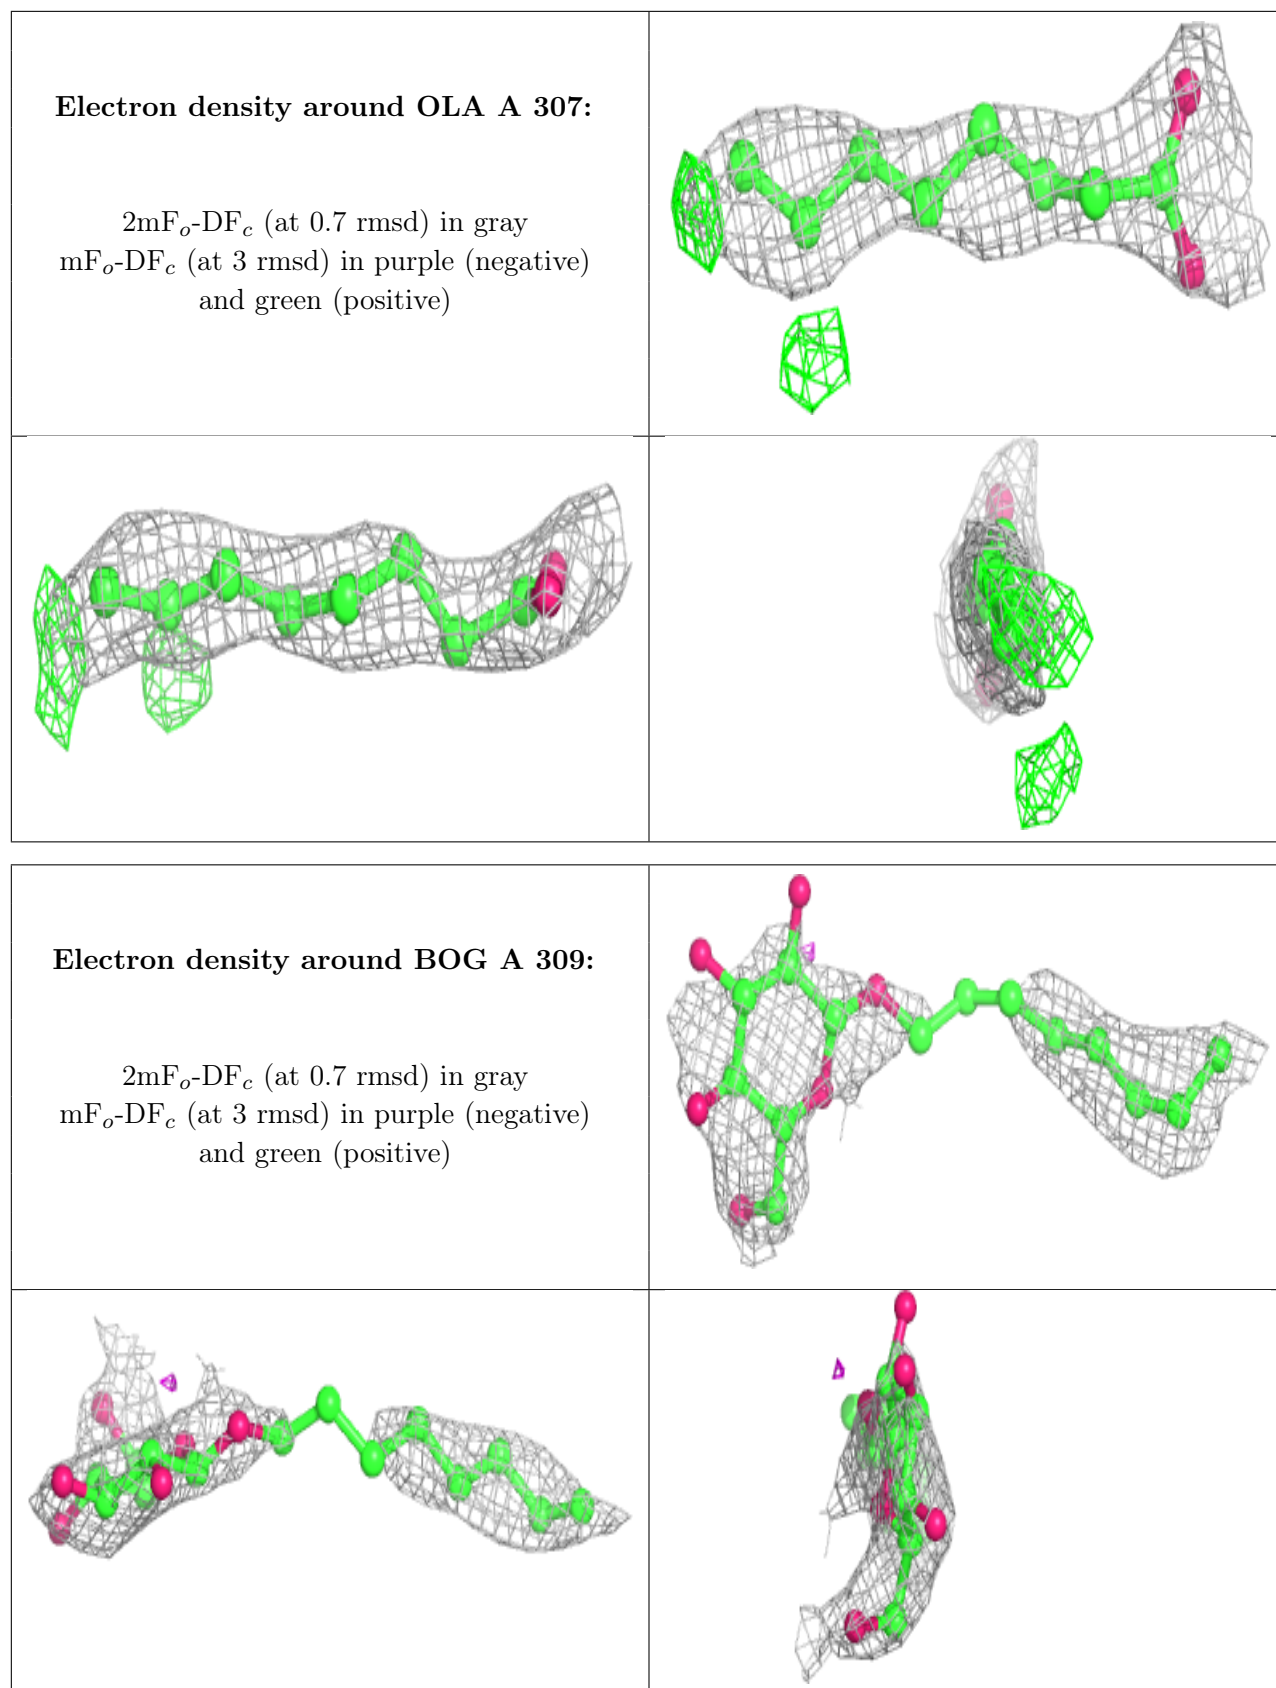 Electron density around OLA A 307:
2mFo-DFc (at 0.7 rmsd) in gray
mFo-DFc (at 3 rmsd) in purple (negative)
and green (positive)
Electron density around BOG A 309:
2mFo-DFc (at 0.7 rmsd) in gray
mFo-DFc (at 3 rmsd) in purple (negative)
and green (positive)